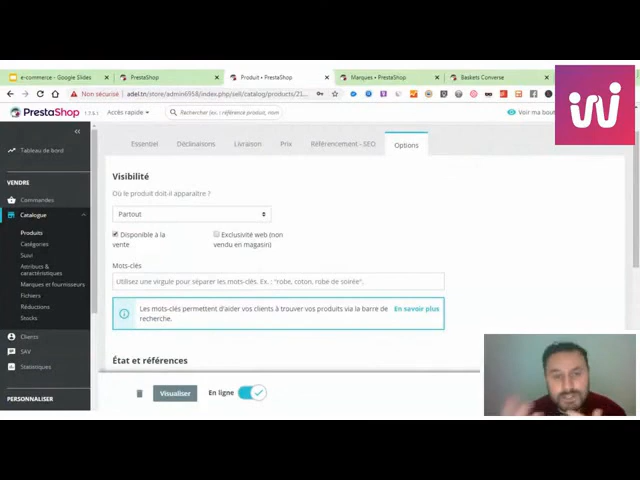 e-commerce - Google Slides
PrestaShop
Produit • PrestaShop
Marques • PrestaShop
Baskets Converse
Non sécurisé
adel.tn/store/admin6958/index.php/sell/catalog/products/21
PrestaShop
1.7.6.1
Accès rapide
Rechercher (ex. : référence produit, nom
Voir ma bout
Tableau de bord
VENDRE
Commandes
Catalogue
Produits
Catégories
Suivi
Attributs &
caractéristiques
Marques et fournisseurs
Fichiers
Réductions
Stocks
Clients
SAV
Statistiques
PERSONNALISER
Essentiel
Déclinaisons
Livraison
Prix
Référencement - SEO
Options
Visibilité
Où le produit doit-il apparaître ?
Partout
Disponible à la
vente
Exclusivité web (non
vendu en magasin)
Mots-clés
Utilisez une virgule pour séparer les mots-clés. Ex. : "robe, coton, robe de soirée".
Les mots-clés permettent d'aider vos clients à trouver vos produits via la barre de
recherche.
En savoir plus
État et références
Visualiser
En ligne